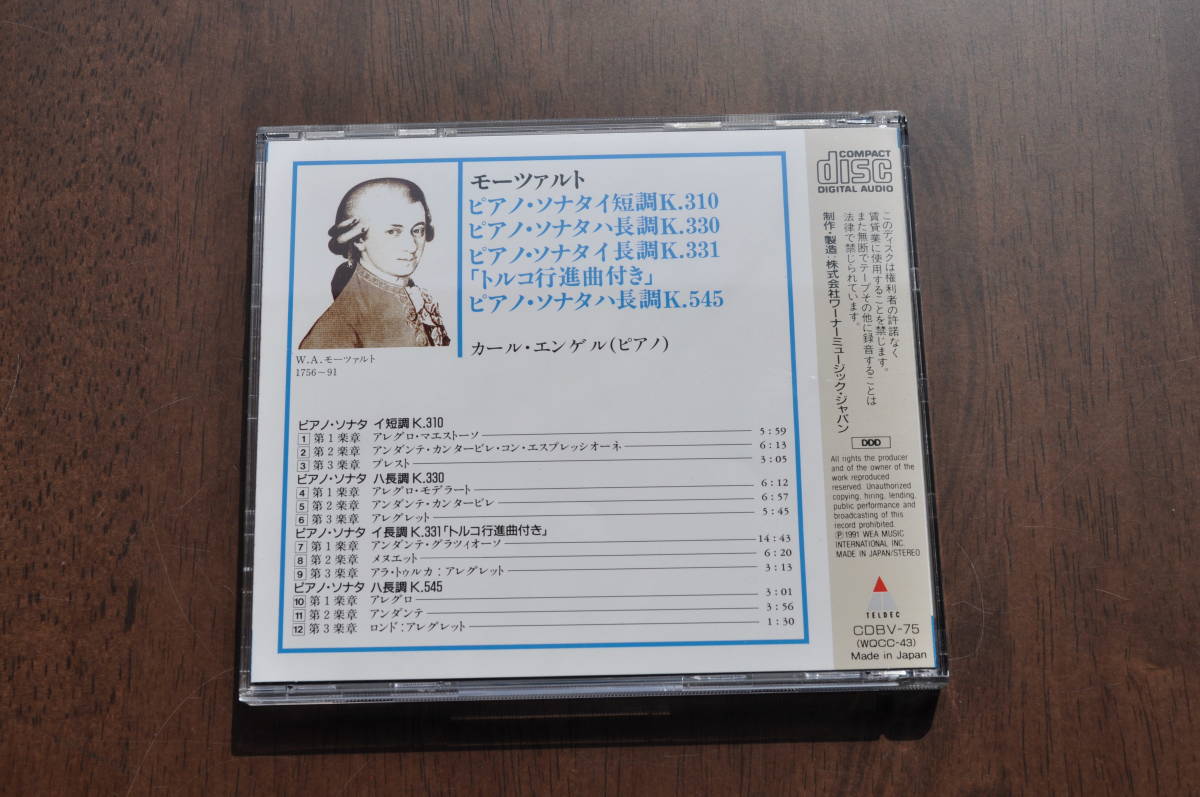 モーツァルト
ピアノ・ソナタイ短調K.310
ピアノ・ソナタハ長調K.330
ピアノ・ソナタイ長調K.331
「トルコ行進曲付き」
ピアノ・ソナタハ長調K.545
カール・エンゲル(ピアノ)
W.A.モーツァルト
1756-91
ピアノ・ソナタ イ短調 K.310
1 第1楽章 アレグロ・マエストーソ 5:59
2 第2楽章 アンダンテ・カンタービレ・コン・エスプレッシオーネ 6:13
3 第3楽章 プレスト 3:05
ピアノ・ソナタ ハ長調 K.330
4 第1楽章 アレグロ・モデラート 6:12
5 第2楽章 アンダンテ・カンタービレ 6:57
6 第3楽章 アレグレット 5:45
ピアノ・ソナタ イ長調 K.331「トルコ行進曲付き」
7 第1楽章 アンダンテ・グラツィオーソ 14:43
8 第2楽章 メヌエット 6:20
9 第3楽章 アラ・トゥルカ:アレグレット 3:13
ピアノ・ソナタ ハ長調 K.545
10 第1楽章 アレグロ 3:01
11 第2楽章 アンダンテ 3:56
12 第3楽章 ロンド:アレグレット 1:30
COMPACT
disc
DIGITAL AUDIO
このディスクは権利者の許諾なく
賃貸業に使用することを禁じます。
また無断でテープその他に録音することは
法律で禁じられています。
制作・製造:株式会社ワーナーミュージック・ジャパン
DDD
All rights the producer
and of the owner of the
work reproduced
reserved. Unauthorized
copying, hiring, lending,
public performance and
broadcasting of this
record prohibited.
Ⓟ1991 WEA MUSIC
INTERNATIONAL INC.
MADE IN JAPAN/STEREO
TELDEC
CDBV-75
(WQCC-43)
Made in Japan